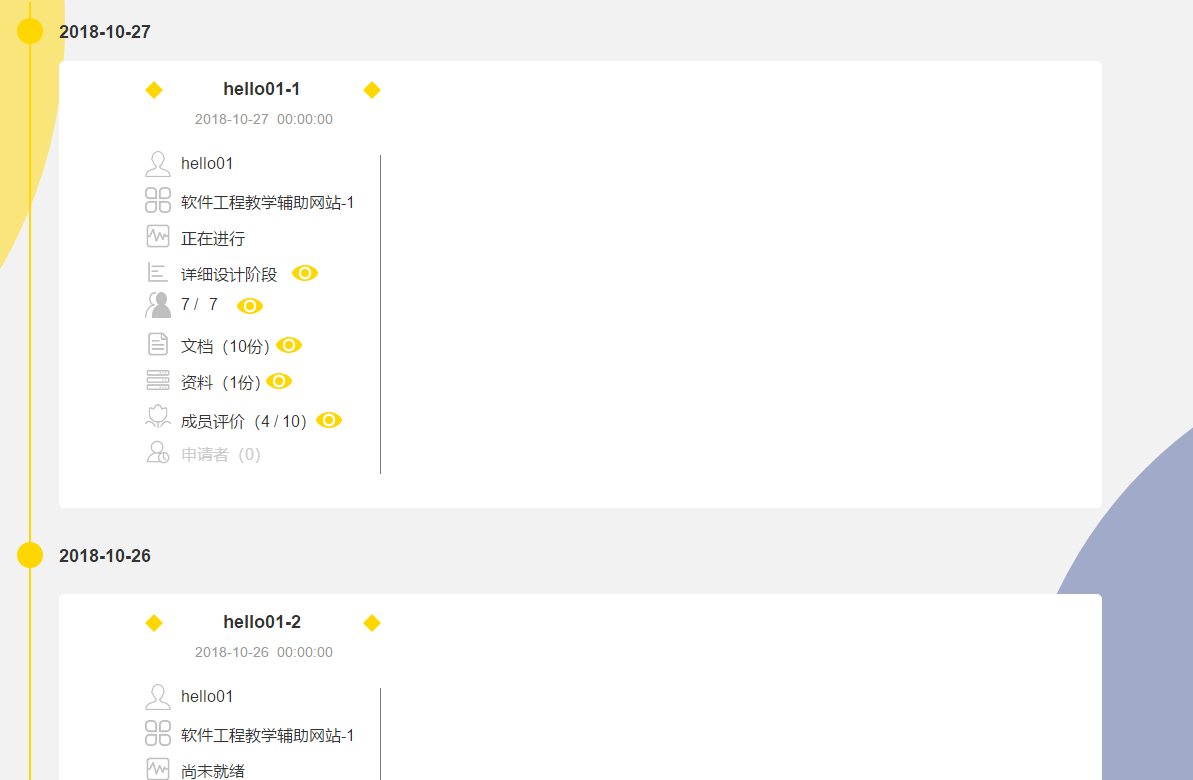 2018-10-27
hello01-1
2018-10-27 00:00:00
hello01
软件工程教学辅助网站-1
正在进行
详细设计阶段
7 / 7
文档（10份）
资料（1份）
成员评价（4 / 10）
申请者（0）
2018-10-26
hello01-2
2018-10-26 00:00:00
hello01
软件工程教学辅助网站-1
尚未就绪